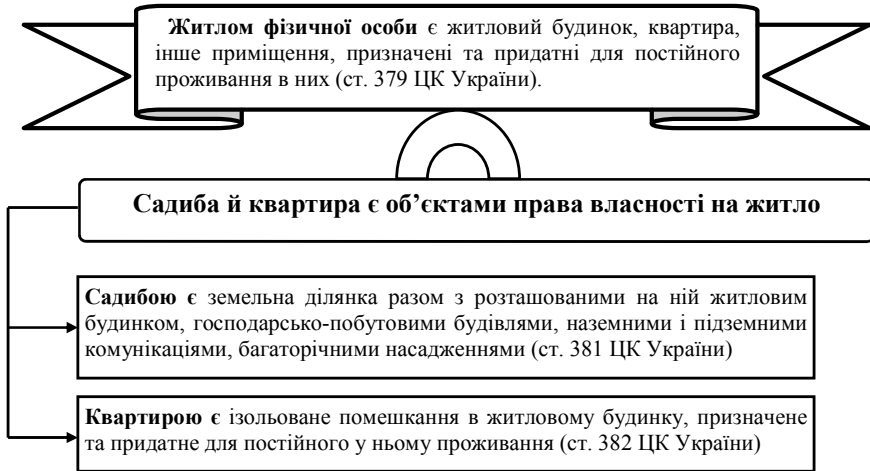 Житлом фізичної особи є житловий будинок, квартира,
інше приміщення, призначені та придатні для постійного
проживання в них (ст. 379 ЦК України).
Садиба й квартира є об’єктами права власності на житло
Садибою є земельна ділянка разом з розташованими на ній житловим
будинком, господарсько-побутовими будівлями, наземними і підземними
комунікаціями, багаторічними насадженнями (ст. 381 ЦК України)
Квартирою є ізольоване помешкання в житловому будинку, призначене
та придатне для постійного у ньому проживання (ст. 382 ЦК України)